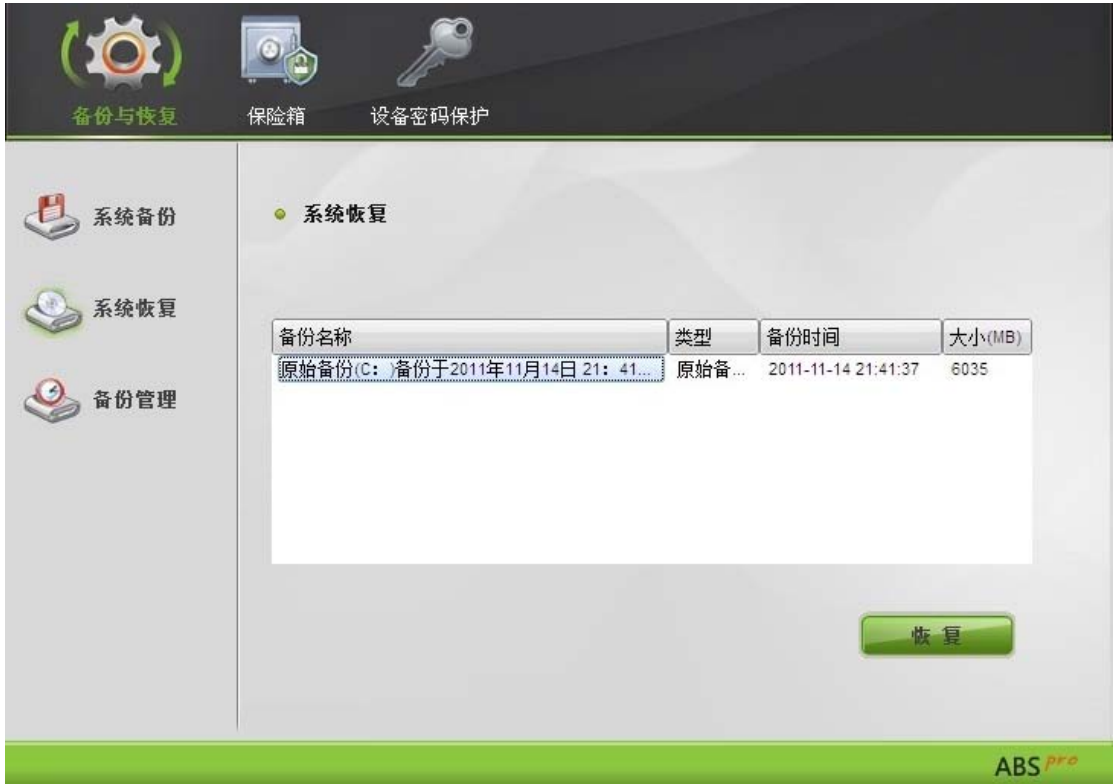 备份与恢复 保险箱 设备密码保护
系统备份
系统恢复
备份管理
系统恢复
备份名称 类型 备份时间 大小(MB)
原始备份(C: )备份于2011年11月14日 21: 41... 原始备... 2011-11-14 21:41:37 6035
恢 复
ABS pro